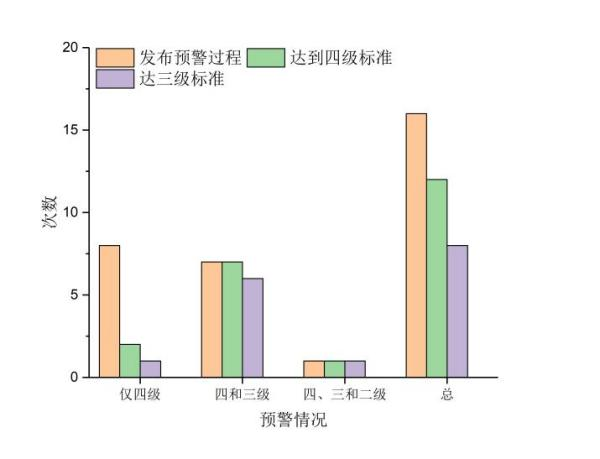 20
发布预警过程 达到四级标准
达三级标准
15
次数
10
5
0
仅四级 四和三级 四、三和二级 总
预警情况